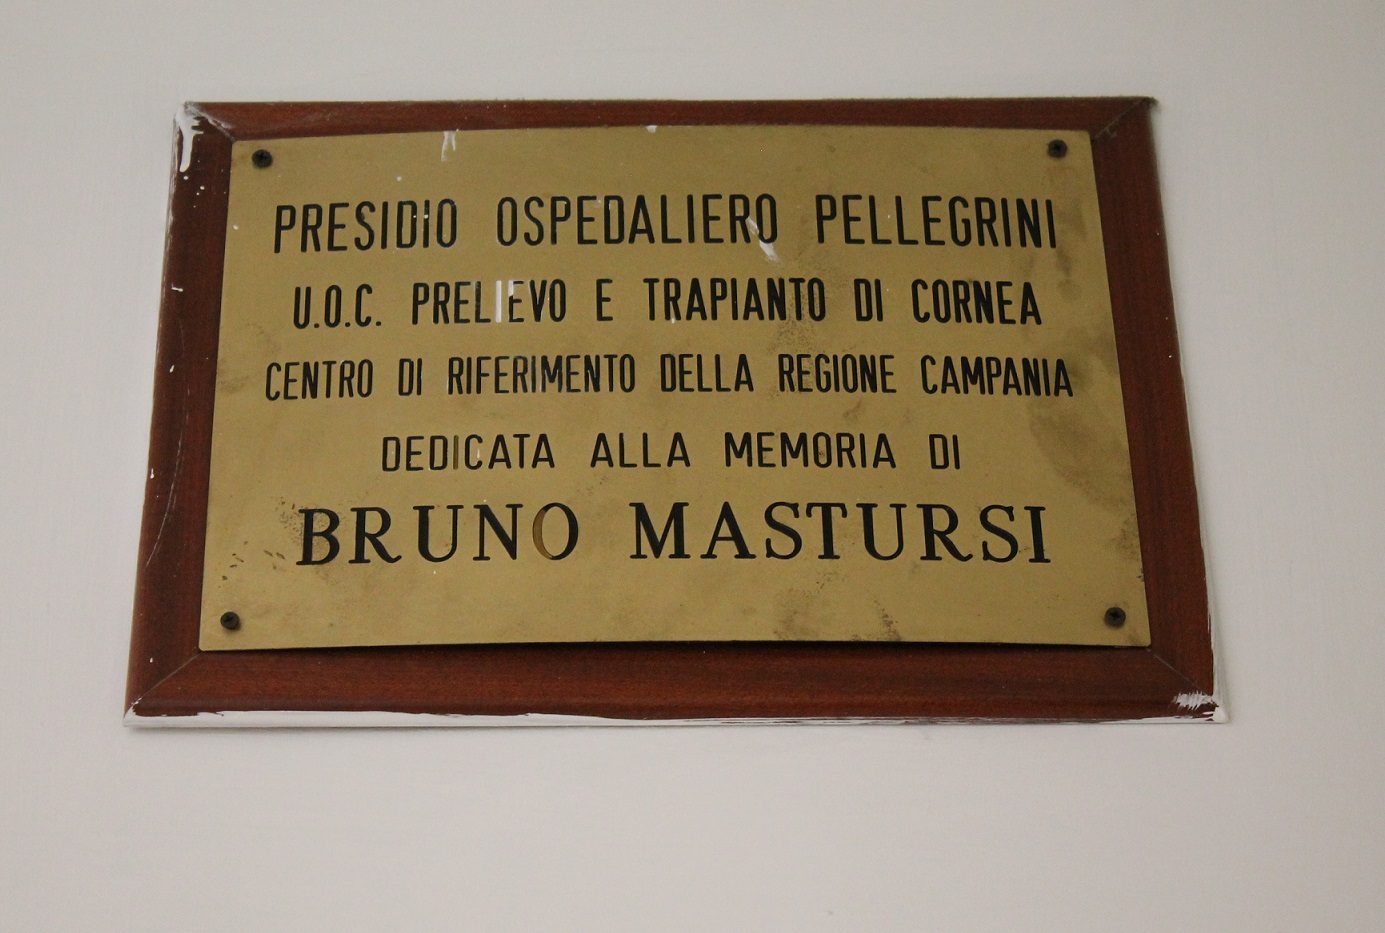 PRESIDIO OSPEDALIERO PELLEGRINI
U.O.C. PRELIEVO E TRAPIANTO DI CORNEA
CENTRO DI RIFERIMENTO DELLA REGIONE CAMPANIA
DEDICATA ALLA MEMORIA DI
BRUNO MASTURSI